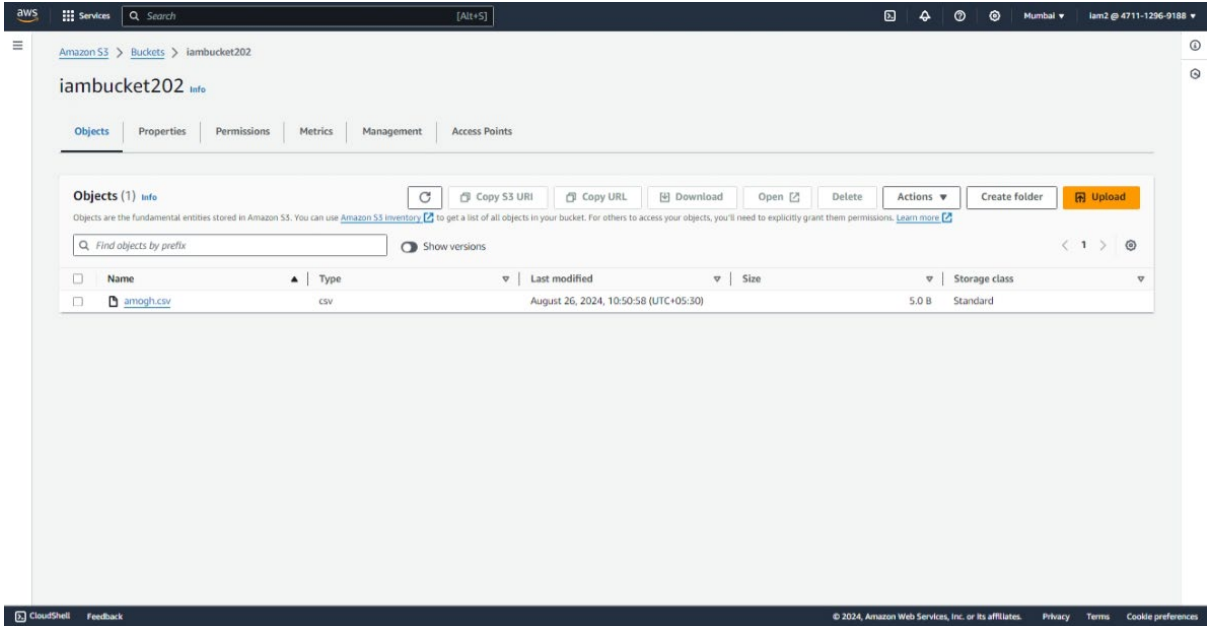 aws Services Search [Alt+S] Mumbai iam2 @ 4711-1296-9188
Amazon S3 > Buckets > iambucket202
iambucket202 Info
Objects Properties Permissions Metrics Management Access Points
Objects (1) Info Copy S3 URI Copy URL Download Open Delete Actions Create folder Upload
Objects are the fundamental entities stored in Amazon S3. You can use Amazon S3 inventory to get a list of all objects in your bucket. For others to access your objects, you'll need to explicitly grant them permissions. Learn more
Find objects by prefix Show versions < 1 >
Name Type Last modified Size Storage class
amogh.csv csv August 26, 2024, 10:50:58 (UTC+05:30) 5.0 B Standard
CloudShell Feedback © 2024, Amazon Web Services, Inc. or its affiliates. Privacy Terms Cookie preferences